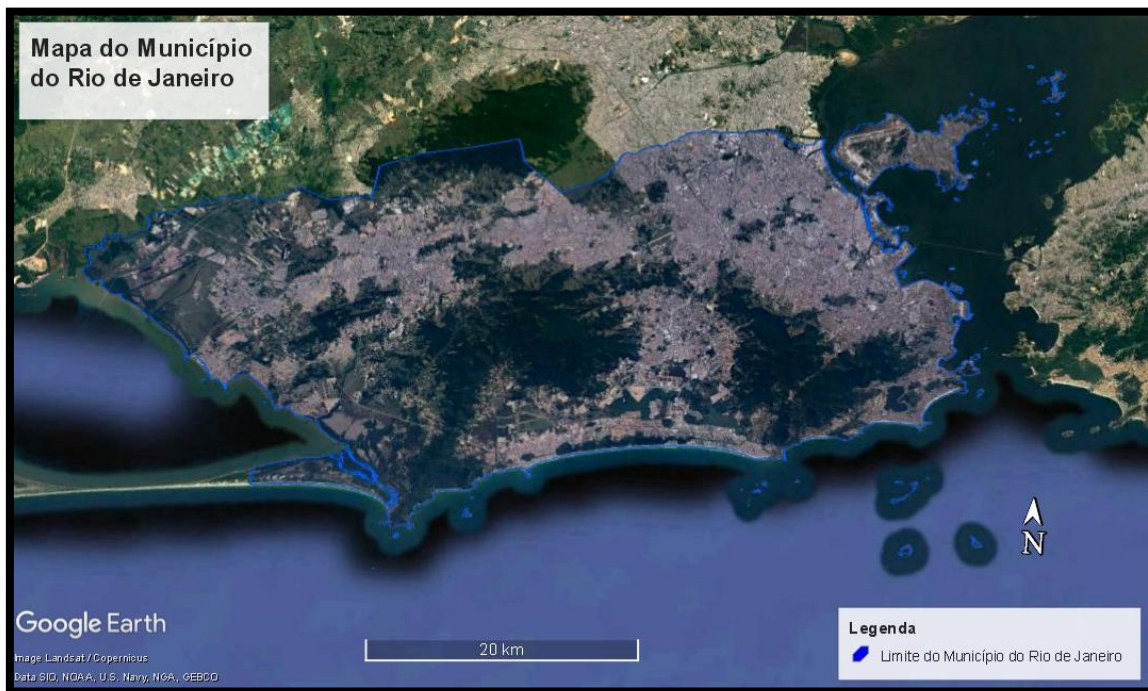 Mapa do Município
do Rio de Janeiro
N
Google Earth
Image Landsat / Copernicus
Data SIO, NOAA, U.S. Navy, NGA, GEBCO
20 km
Legenda
Limite do Município do Rio de Janeiro